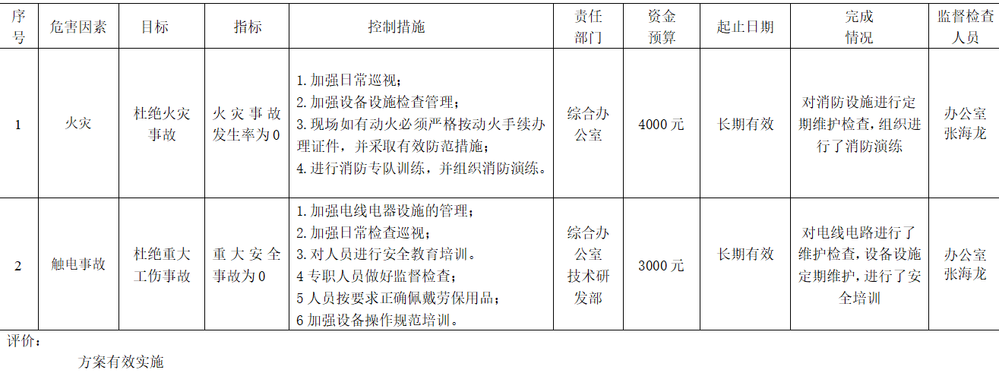 序号
危害因素
目标
指标
控制措施
责任
部门
资金
预算
起止日期
完成
情况
监督检查
人员
1
火灾
杜绝火灾
事故
火灾事故
发生率为0
1.加强日常巡视；
2.加强设备设施检查管理；
3.现场如有动火必须严格按动火手续办
理证件，并采取有效防范措施；
4.进行消防专队训练，并组织消防演练。
综合办
公室
4000元
长期有效
对消防设施进行定
期维护检查，组织进
行了消防演练
办公室
张海龙
2
触电事故
杜绝重大
工伤事故
重大安全
事故为0
1.加强电线电器设施的管理；
2.加强日常检查巡视；
3.对人员进行安全教育培训。
4 专职人员做好监督检查；
5 人员按要求正确佩戴劳保用品；
6 加强设备操作规范培训。
综合办
公室
技术研
发部
3000元
长期有效
对电线电路进行了
维护检查，设备设施
定期维护，进行了安
全培训
办公室
张海龙
评价：
方案有效实施